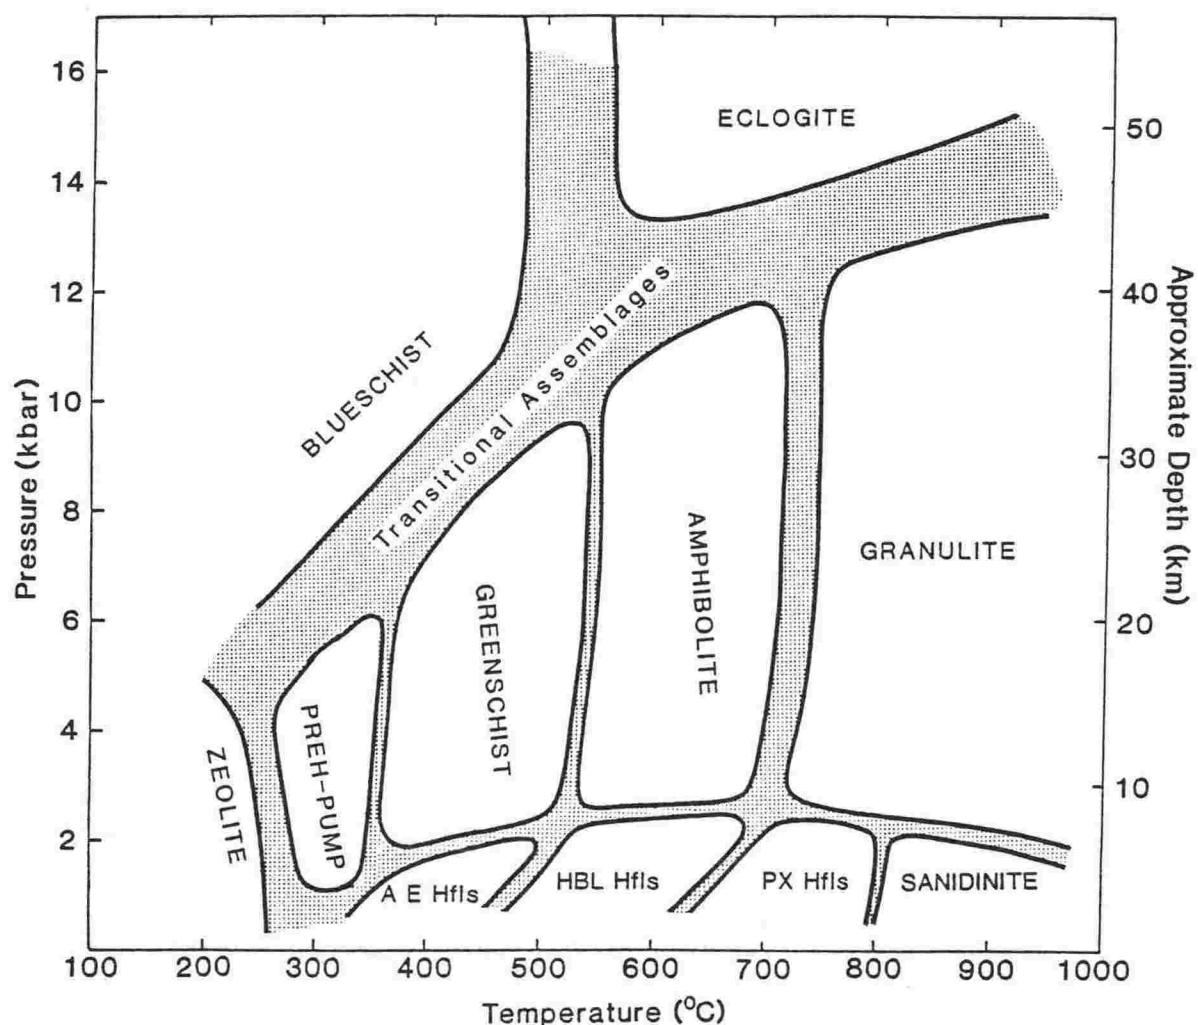 16
14
12
10
8
6
4
2
Pressure (kbar)
50
40
30
20
10
Approximate Depth (km)
ECLOGITE
BLUESCHIST
Transitional Assemblages
GRANULITE
AMPHIBOLITE
GREENSCHIST
PREH-PUMP
ZEOLITE
A E Hfls
HBL Hfls
PX Hfls
SANIDINITE
100 200 300 400 500 600 700 800 900 1000
Temperature (°C)